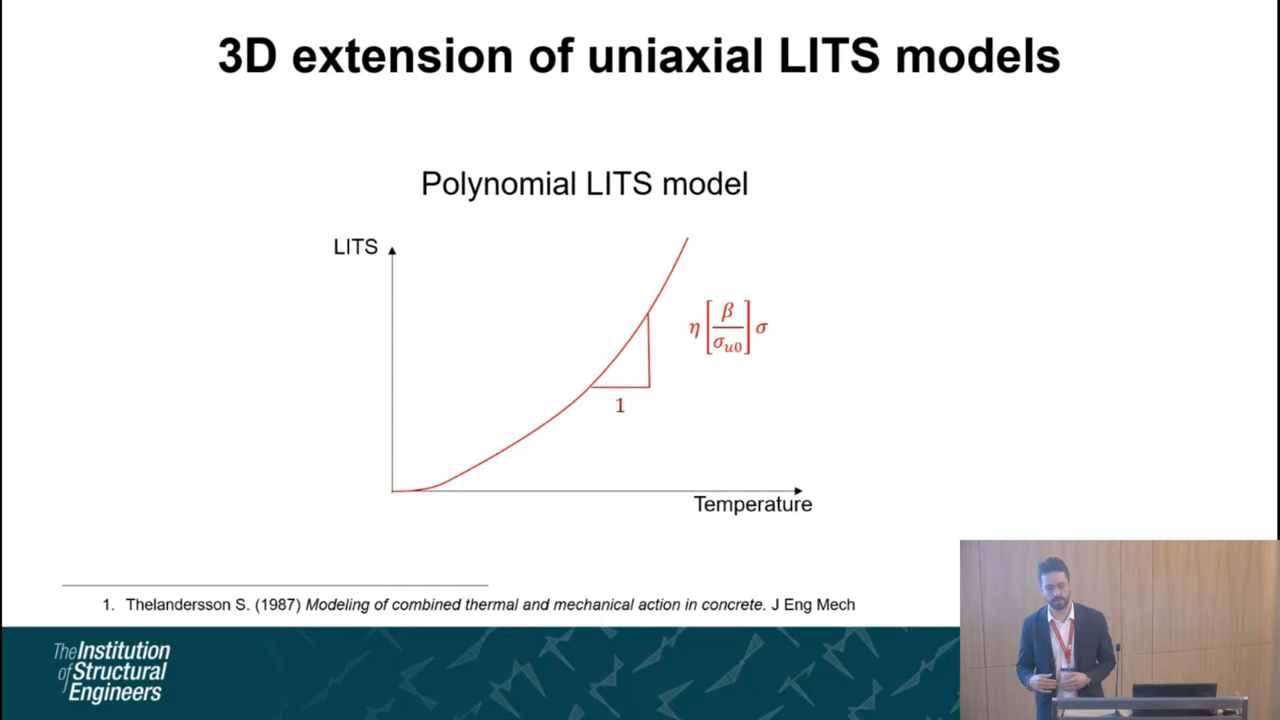 3D extension of uniaxial LITS models
Polynomial LITS model
LITS
η[β/σu0]σ
1
Temperature
1. Thelandersson S. (1987) Modeling of combined thermal and mechanical action in concrete. J Eng Mech
The Institution
of Structural
Engineers